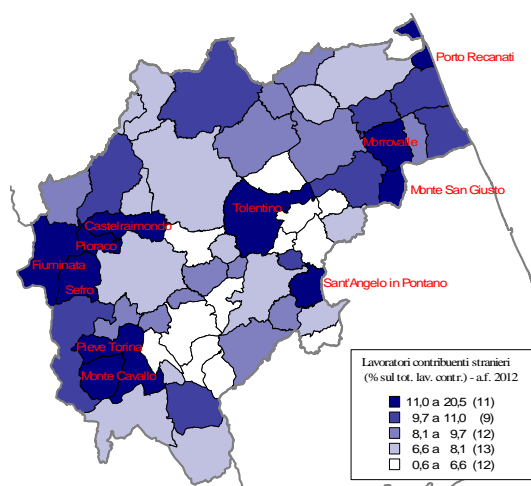 Porto Recanati
Morrovalle
Monte San Giusto
Tolentino
Castelraimondo
Pioraco
Fiuminata
Sefro
Sant'Angelo in Pontano
Pieve Torina
Monte Cavallo
Lavoratori contribuenti stranieri
(% sul tot. lav. contr.) - a.f. 2012
11,0 a 20,5 (11)
9,7 a 11,0 (9)
8,1 a 9,7 (12)
6,6 a 8,1 (13)
0,6 a 6,6 (12)